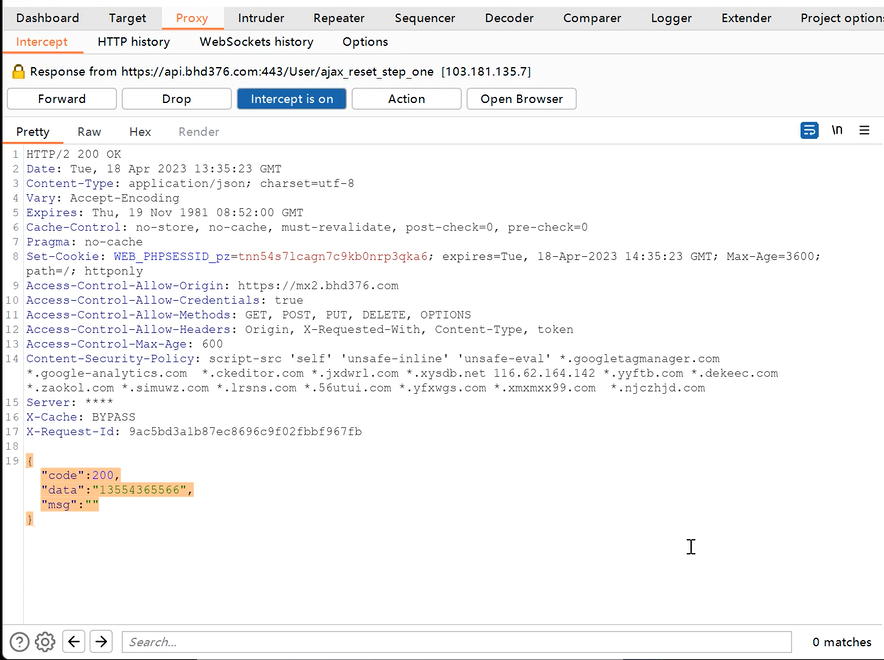 Dashboard Target Proxy Intruder Repeater Sequencer Decoder Comparer Logger Extender Project options
Intercept HTTP history WebSockets history Options
Response from https://api.bhd376.com:443/User/ajax_reset_step_one [103.181.135.7]
Forward Drop Intercept is on Action Open Browser
Pretty Raw Hex Render \n
1 HTTP/2 200 OK
2 Date: Tue, 18 Apr 2023 13:35:23 GMT
3 Content-Type: application/json; charset=utf-8
4 Vary: Accept-Encoding
5 Expires: Thu, 19 Nov 1981 08:52:00 GMT
6 Cache-Control: no-store, no-cache, must-revalidate, post-check=0, pre-check=0
7 Pragma: no-cache
8 Set-Cookie: WEB_PHPSESSID_pz=tnn54s7lcagn7c9kb0nrp3qka6; expires=Tue, 18-Apr-2023 14:35:23 GMT; Max-Age=3600;
path=/; httponly
9 Access-Control-Allow-Origin: https://mx2.bhd376.com
10 Access-Control-Allow-Credentials: true
11 Access-Control-Allow-Methods: GET, POST, PUT, DELETE, OPTIONS
12 Access-Control-Allow-Headers: Origin, X-Requested-With, Content-Type, token
13 Access-Control-Max-Age: 600
14 Content-Security-Policy: script-src 'self' 'unsafe-inline' 'unsafe-eval' *.googletagmanager.com
*.google-analytics.com *.ckeditor.com *.jxdwrl.com *.xysdb.net 116.62.164.142 *.yyftb.com *.dekeec.com
*.zaokol.com *.simuwz.com *.lrsns.com *.56utui.com *.yfxwgs.com *.xmxmxx99.com *.njczhjd.com
15 Server: ****
16 X-Cache: BYPASS
17 X-Request-Id: 9ac5bd3a1b87ec8696c9f02fbbf967fb
18
19 {
"code":200,
"data":"13554365566",
"msg":""
}
? Search... 0 matches